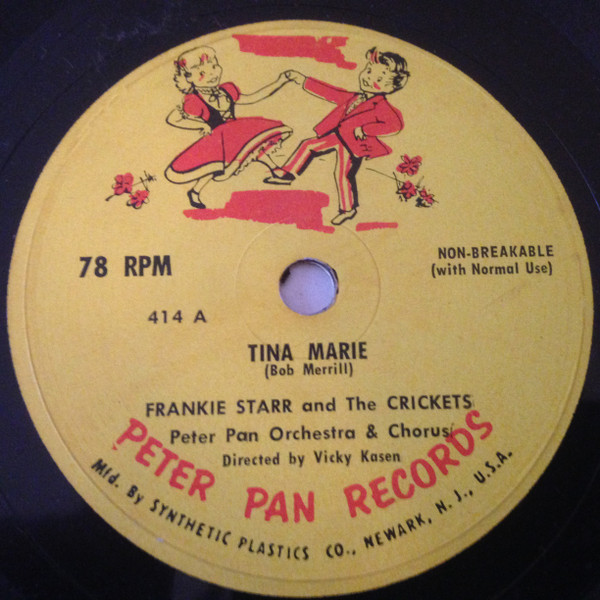 78 RPM
NON-BREAKABLE
(with Normal Use)
414 A
TINA MARIE
(Bob Merrill)
FRANKIE STARR and The CRICKETS
Peter Pan Orchestra & Chorus
Directed by Vicky Kasen
PETER PAN RECORDS
Mfd. By SYNTHETIC PLASTICS CO., NEWARK, N. J., U.S.A.